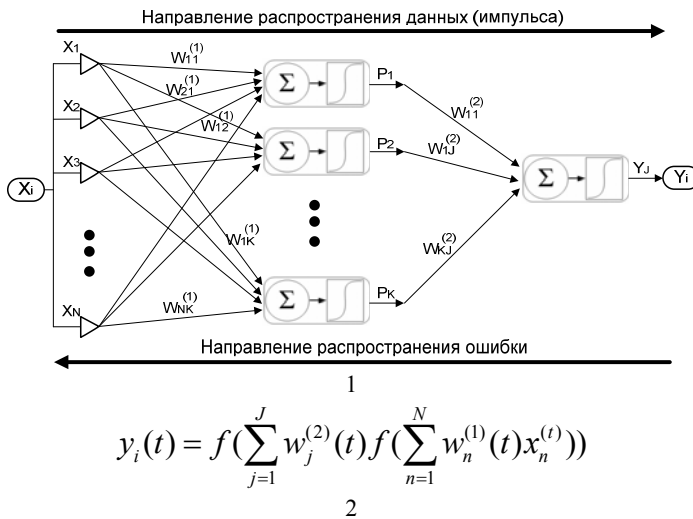 Направление распространения данных (импульса)
X1
W11(1)
P1
W21(1)
W11(2)
X2
W12(1)
P2
W1J(2)
X3
Σ
Σ
Σ
YJ
Xi
Yi
W1K(1)
WKJ(2)
XN
WNK(1)
Σ
PK
Направление распространения ошибки
1
y_i(t) = f(∑_{j=1}^{J} w_j^{(2)}(t) f(∑_{n=1}^{N} w_n^{(1)}(t) x_n^{(t)}))
2